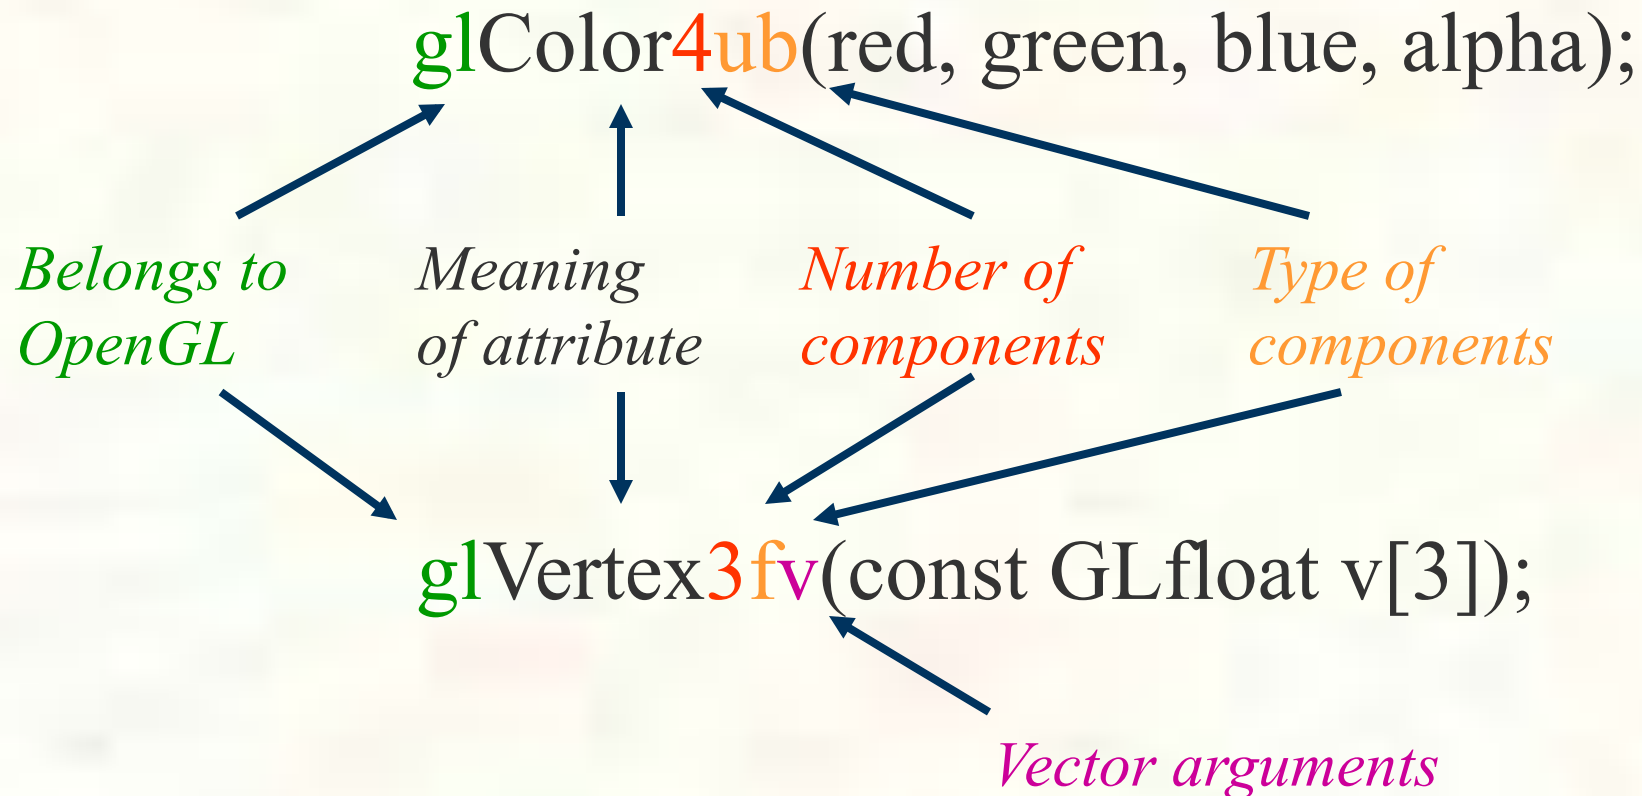 glColor4ub(red, green, blue, alpha);
Belongs to
OpenGL
Meaning
of attribute
Number of
components
Type of
components
glVertex3fv(const GLfloat v[3]);
Vector arguments